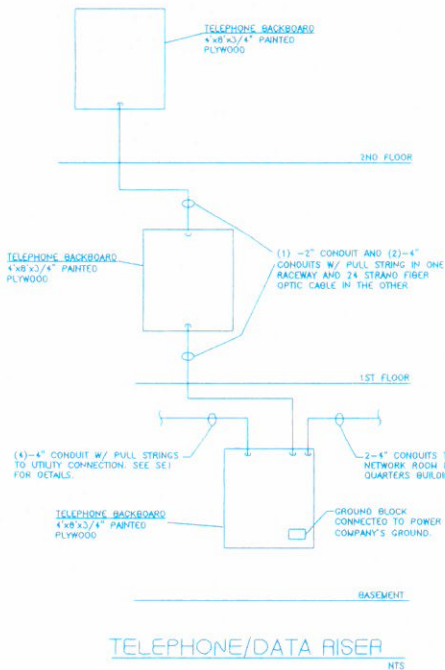 TELEPHONE BACKBOARD
4'x8'x3/4" PAINTED
PLYWOOD
2ND FLOOR
TELEPHONE BACKBOARD
4'x8'x3/4" PAINTED
PLYWOOD
(1) -2" CONDUIT AND (2)-4"
CONDUITS W/ PULL STRING IN ONE
RACEWAY AND 24 STRAND FIBER
OPTIC CABLE IN THE OTHER
1ST FLOOR
(4)-4" CONDUIT W/ PULL STRINGS
TO UTILITY CONNECTION. SEE SE1
FOR DETAILS.
2-4" CONDUITS
NETWORK ROOM
QUARTERS
TELEPHONE BACKBOARD
4'x8'x3/4" PAINTED
PLYWOOD
GROUND BLOCK
CONNECTED TO POWER
COMPANY'S GROUND.
BASEMENT
TELEPHONE/DATA RISER
NTS